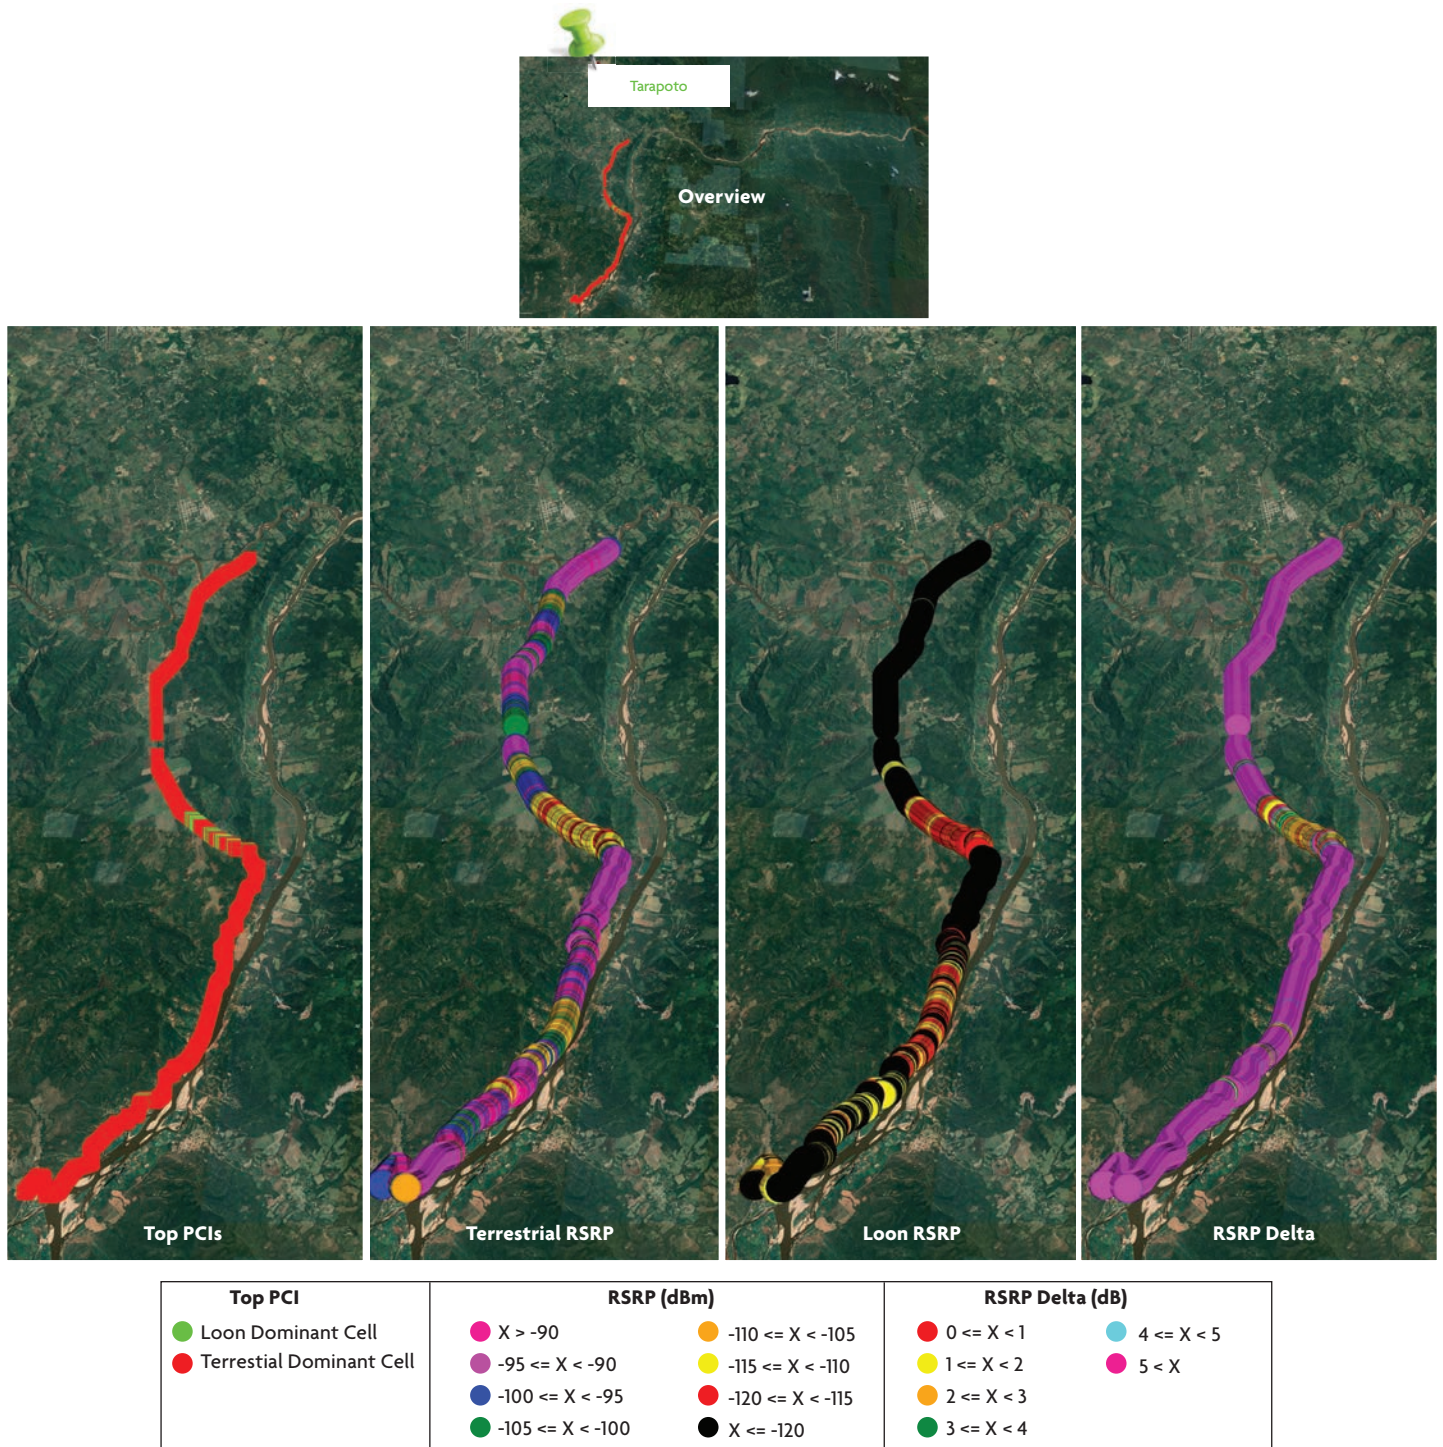 Tarapoto
Overview
Top PCIs
Terrestrial RSRP
Loon RSRP
RSRP Delta
Top PCI
Loon Dominant Cell
Terrestial Dominant Cell
RSRP (dBm)
X > -90
-95 <= X < -90
-100 <= X < -95
-105 <= X < -100
-110 <= X < -105
-115 <= X < -110
-120 <= X < -115
X <= -120
RSRP Delta (dB)
0 <= X < 1
1 <= X < 2
2 <= X < 3
3 <= X < 4
4 <= X < 5
5 < X